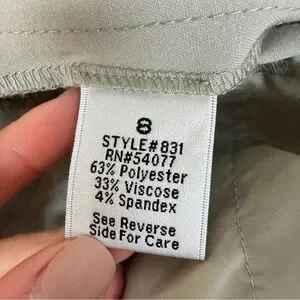 8
STYLE#831
RN#54077
63% Polyester
33% Viscose
4% Spandex
See Reverse
Side For Care